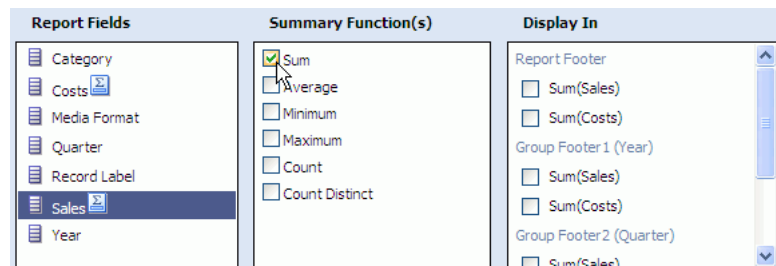 Report Fields
Category
Costs
Media Format
Quarter
Record Label
Sales
Year
Summary Function(s)
Sum
Average
Minimum
Maximum
Count
Count Distinct
Display In
Report Footer
Sum(Sales)
Sum(Costs)
Group Footer1 (Year)
Sum(Sales)
Sum(Costs)
Group Footer2 (Quarter)
Sum(Sales)